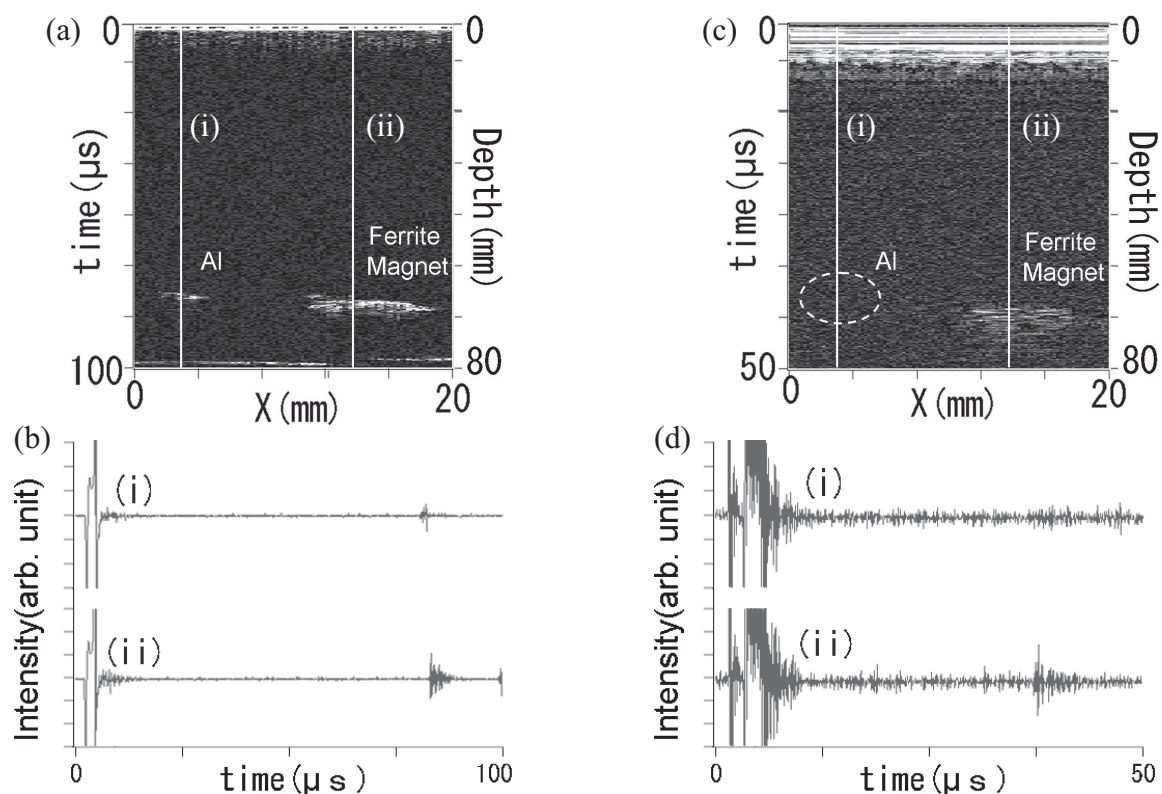 (a)
0
0
(i)
(ii)
time(μs)
Depth(mm)
Al
Ferrite
Magnet
100
80
0
20
X(mm)
(c)
0
0
(i)
(ii)
time(μs)
Depth(mm)
Al
Ferrite
Magnet
50
80
0
20
X(mm)
(b)
(i)
(ii)
Intensity(arb. unit)
0
100
time(μs)
(d)
(i)
(ii)
Intensity(arb. unit)
0
50
time(μs)